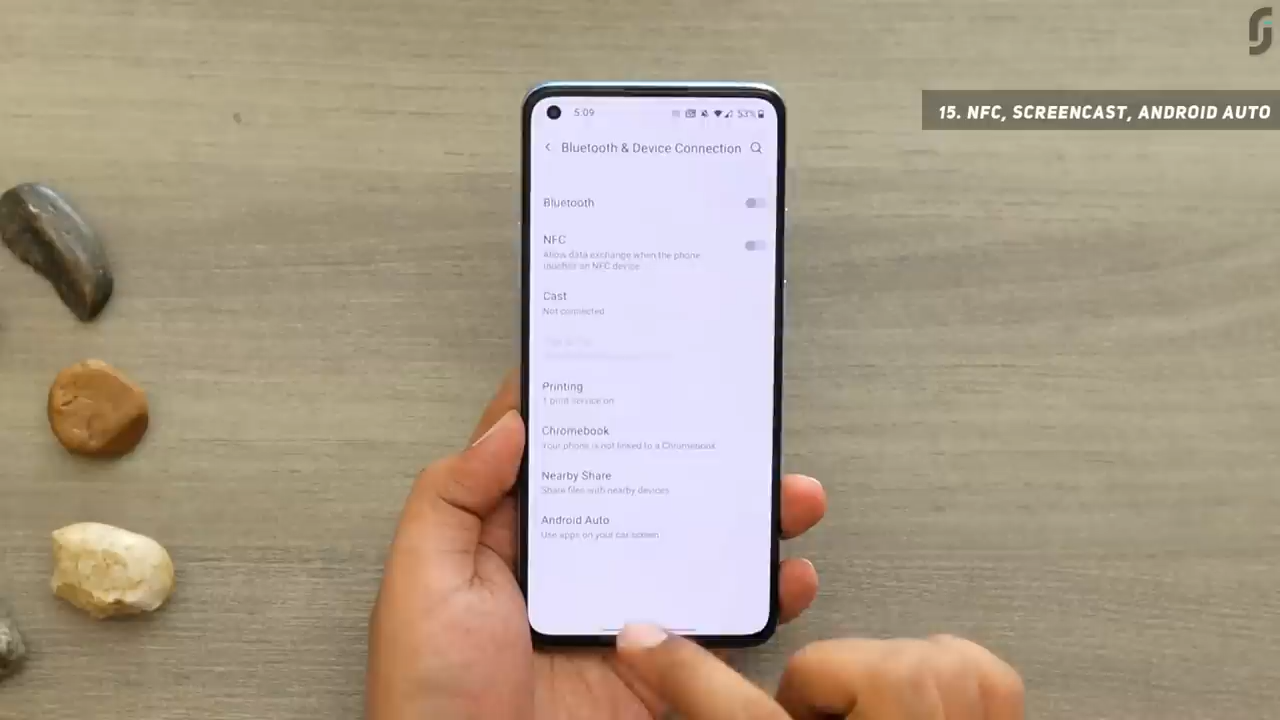 15. NFC, SCREENCAST, ANDROID AUTO
5:09
53%
Bluetooth & Device Connection
Bluetooth
NFC
Allow data exchange when the phone
touches an NFC device
Cast
Not connected
Printing
1 print service on
Chromebook
Your phone is not linked to a Chromebook
Nearby Share
Share files with nearby devices
Android Auto
Use apps on your car screen